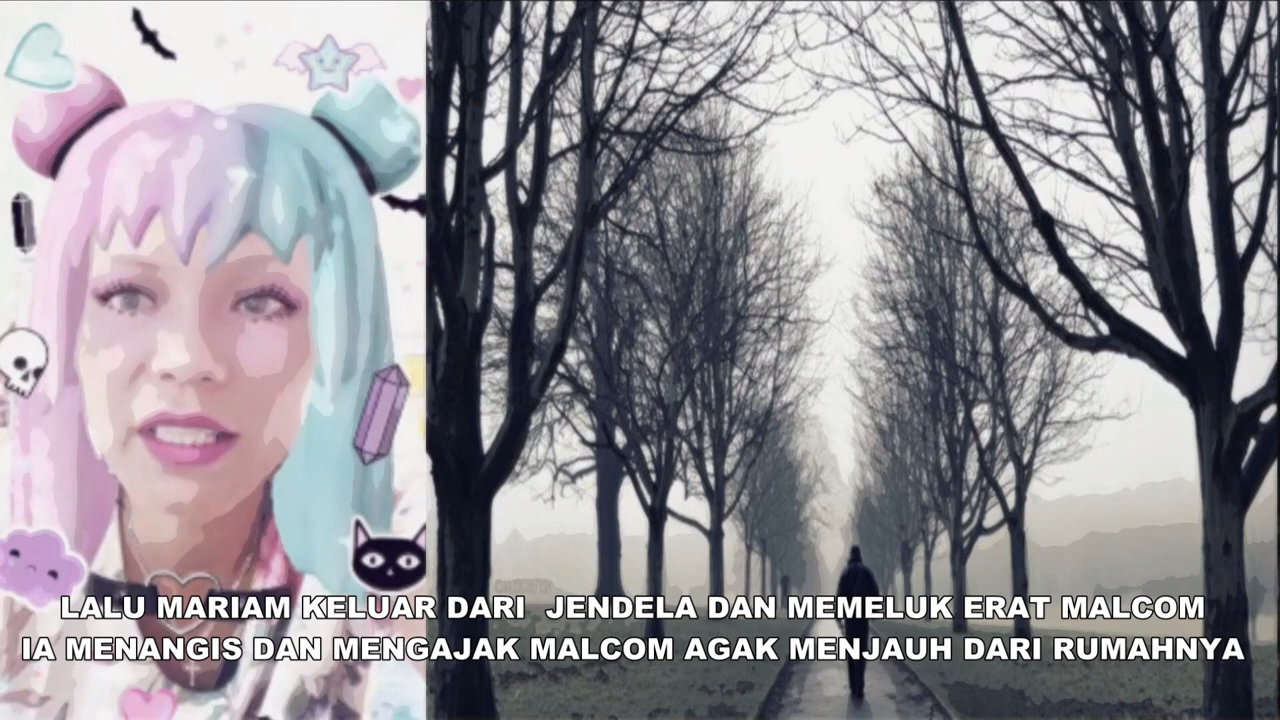 LALU MARIAM KELUAR DARI  JENDELA DAN MEMELUK ERAT MALCOM
IA MENANGIS DAN MENGAJAK MALCOM AGAK MENJAUH DARI RUMAHNYA